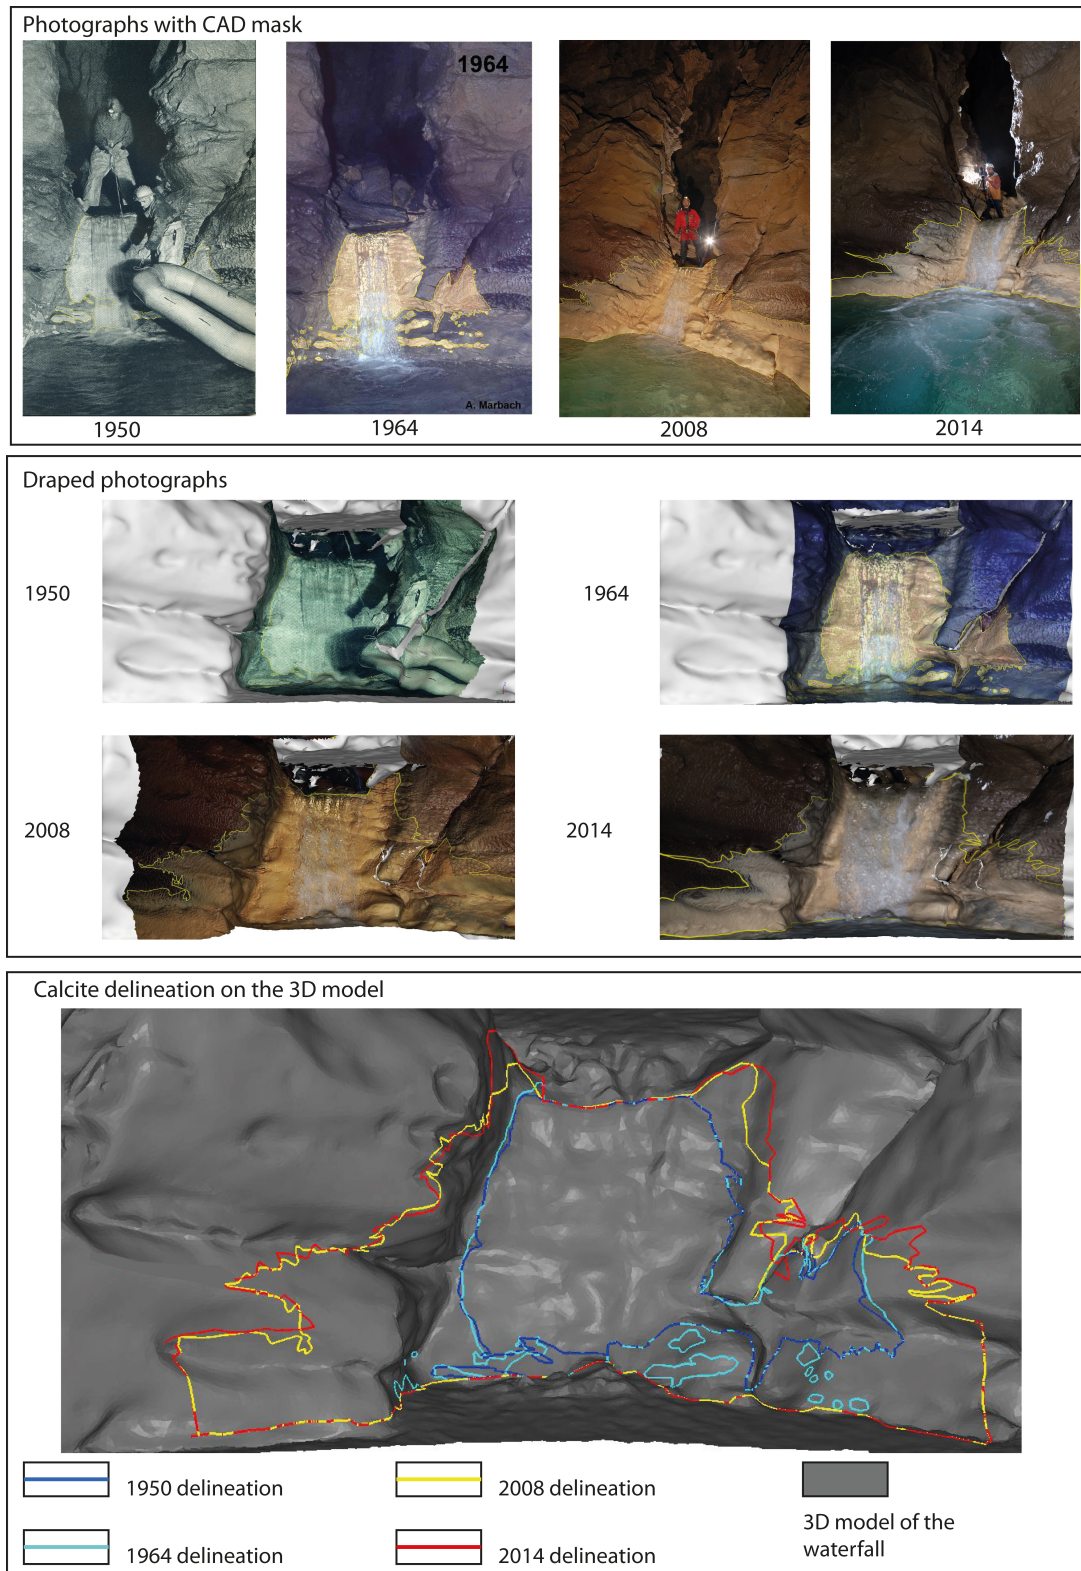 Photographs with CAD mask
1964
A. Marbach
1950
1964
2008
2014
Draped photographs
1950
1964
2008
2014
Calcite delineation on the 3D model
1950 delineation
2008 delineation
3D model of the
waterfall
1964 delineation
2014 delineation